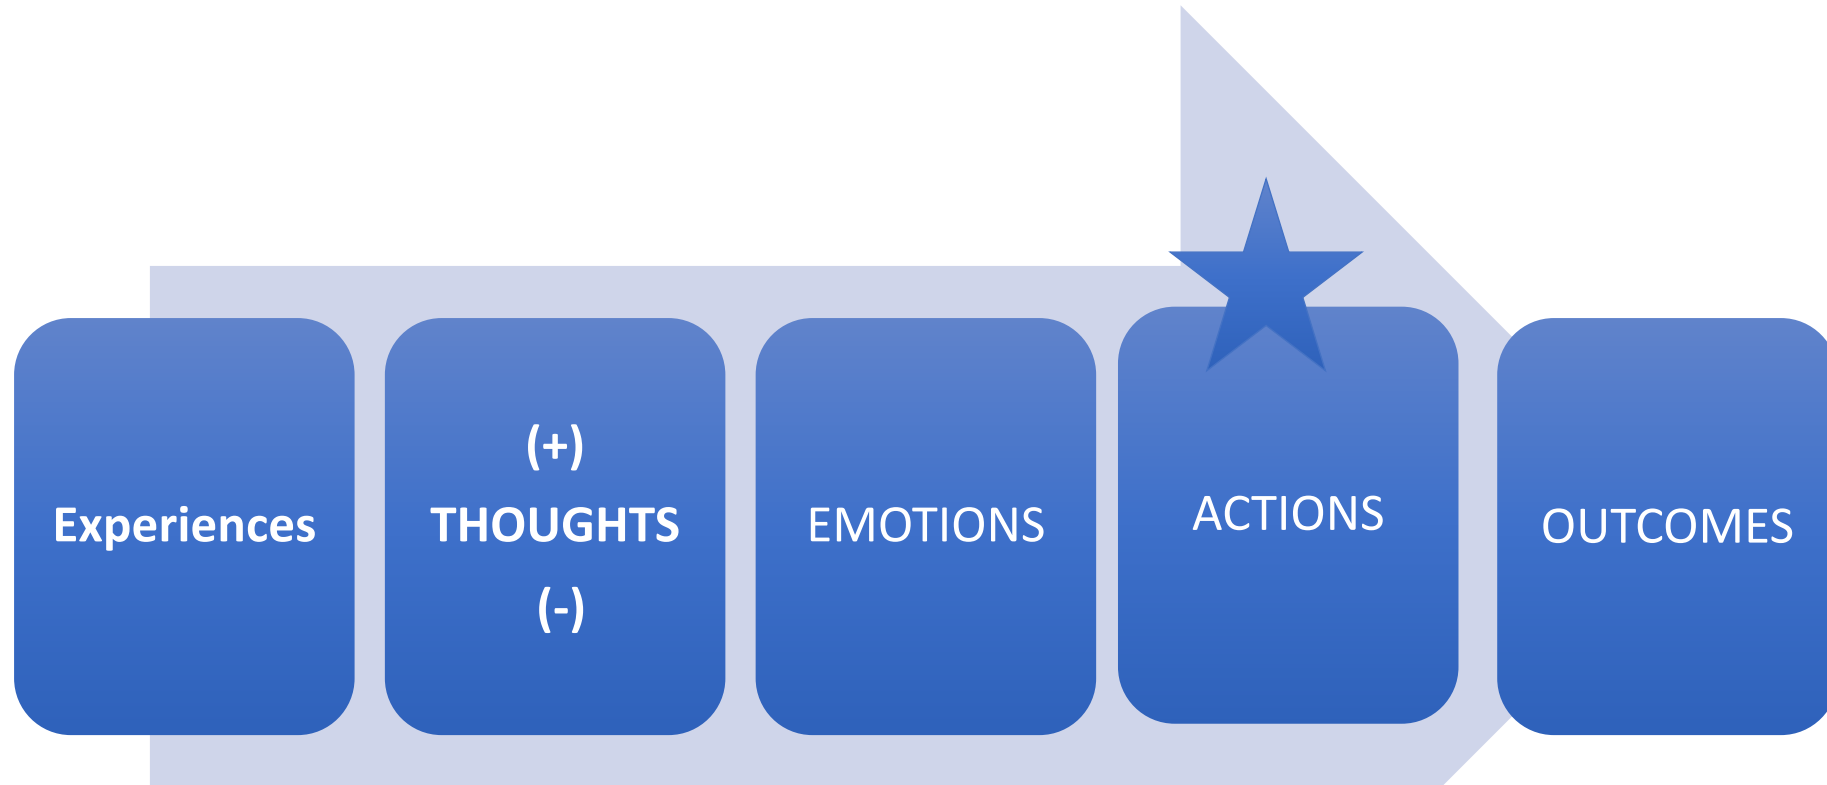 Experiences
(+)
THOUGHTS
(-)
EMOTIONS
ACTIONS
OUTCOMES